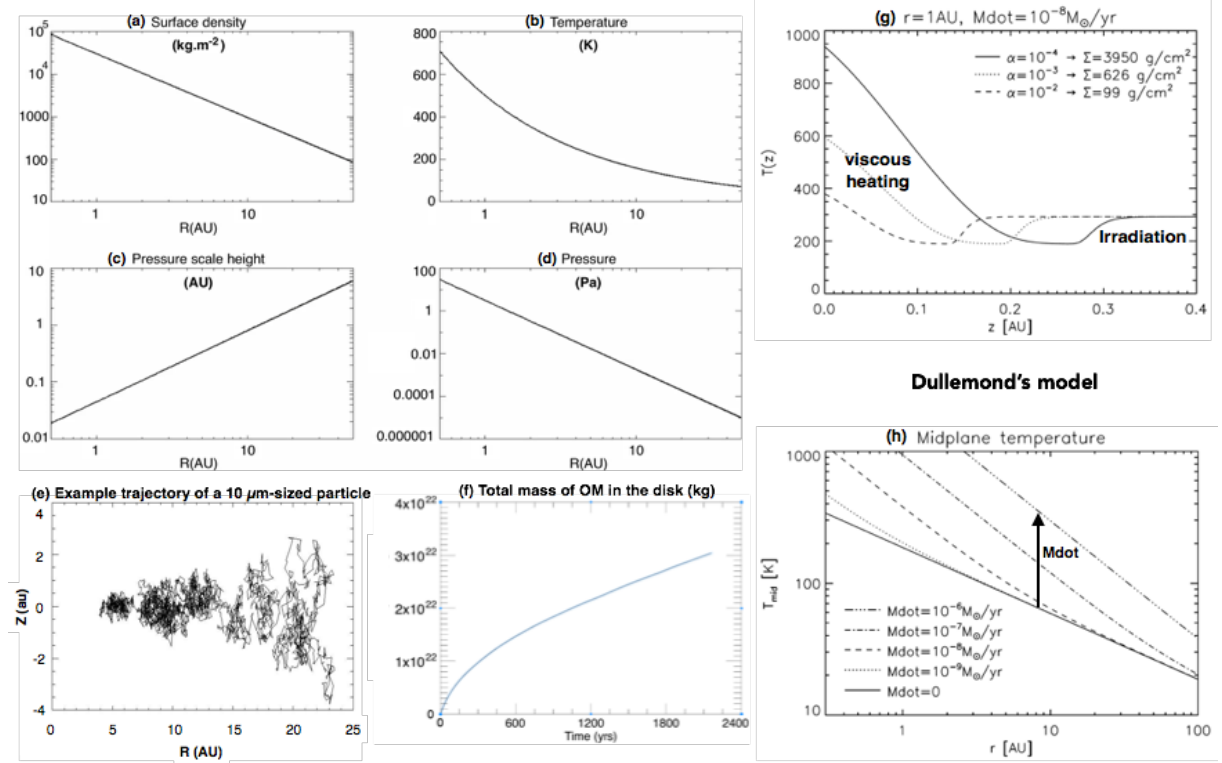 (a) Surface density
(kg.m⁻²)
10⁵
10⁴
1000
100
10
1
10
R(AU)
(b) Temperature
(K)
800
600
400
200
0
1
10
R(AU)
(c) Pressure scale height
(AU)
10
1
0.1
0.01
1
10
R(AU)
(d) Pressure
(Pa)
100
1
0.01
0.0001
0.000001
1
10
R(AU)
(e) Example trajectory of a 10 µm-sized particle
4
2
0
-2
-4
Z (au)
0
5
10
15
20
25
R (AU)
(f) Total mass of OM in the disk (kg)
4x10²²
3x10²²
2x10²²
1x10²²
0
0
600
1200
1800
2400
Time (yrs)
(g) r=1AU, Mdot=10⁻⁸M☉/yr
α=10⁻⁴ → Σ=3950 g/cm²
α=10⁻³ → Σ=626 g/cm²
α=10⁻² → Σ=99 g/cm²
viscous
heating
Irradiation
1000
800
600
400
200
0
T(z)
0.0
0.1
0.2
0.3
0.4
z [AU]
Dullemond's model
(h) Midplane temperature
1000
100
10
T_mid [K]
Mdot
Mdot=10⁻⁶M☉/yr
Mdot=10⁻⁷M☉/yr
Mdot=10⁻⁸M☉/yr
Mdot=10⁻⁹M☉/yr
Mdot=0
1
10
100
r [AU]